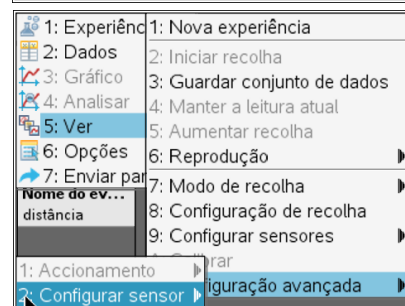 1: Experiênc
2: Dados
3: Gráfico
4: Analisar
5: Ver
6: Opções
7: Enviar par
Nome do ev...
distância
1: Nova experiência
2: Iniciar recolha
3: Guardar conjunto de dados
4: Manter a leitura atual
5: Aumentar recolha
6: Reprodução
7: Modo de recolha
8: Configuração de recolha
9: Configurar sensores
brar
iguração avançada
1: Accionamento
2: Configurar sensor